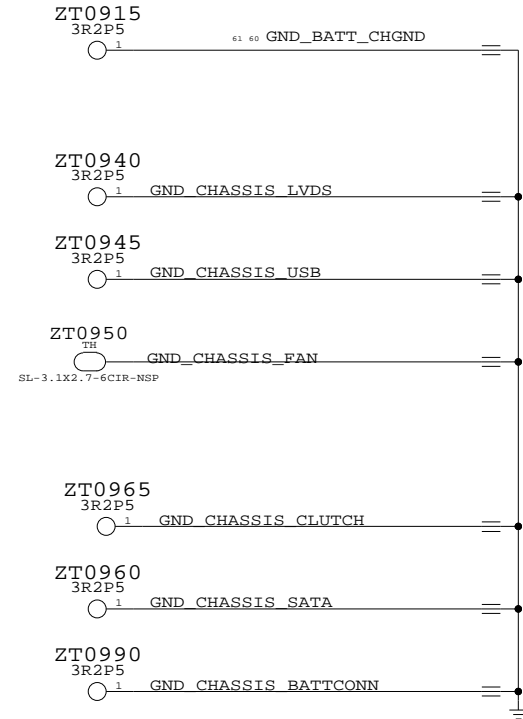 ZT0915
3R2P5
1
61 60 GND_BATT_CHGND
ZT0940
3R2P5
1 GND_CHASSIS_LVDS
ZT0945
3R2P5
1 GND_CHASSIS_USB
ZT0950
TH
GND_CHASSIS_FAN
SL-3.1X2.7-6CIR-NSP
ZT0965
3R2P5
1 GND_CHASSIS_CLUTCH
ZT0960
3R2P5
1 GND_CHASSIS_SATA
ZT0990
3R2P5
1 GND_CHASSIS_BATTCONN